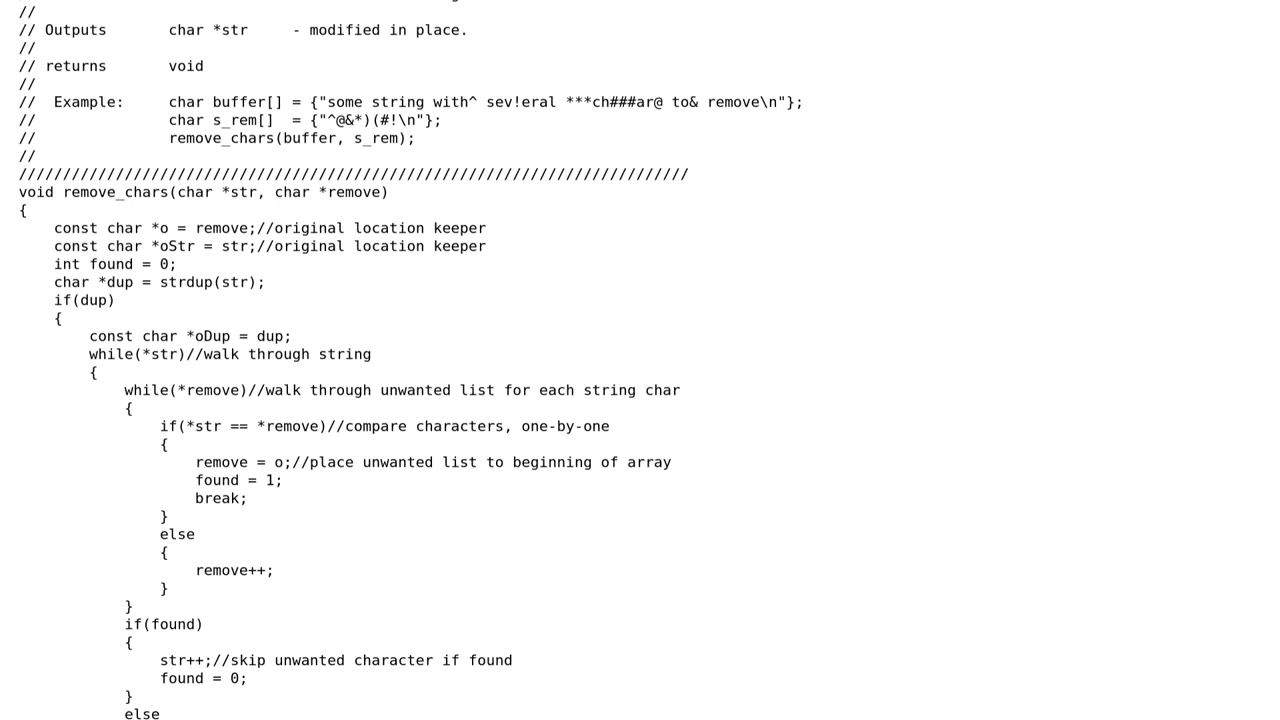 //
// Outputs       char *str     - modified in place.
//
// returns       void
//
//  Example:     char buffer[] = {"some string with^ sev!eral ***ch###ar@ to& remove\n"};
//               char s_rem[]  = {"^@&*)(#!\n"};
//               remove_chars(buffer, s_rem);
//
////////////////////////////////////////////////////////////////////////////
void remove_chars(char *str, char *remove)
{
    const char *o = remove;//original location keeper
    const char *oStr = str;//original location keeper
    int found = 0;
    char *dup = strdup(str);
    if(dup)
    {
        const char *oDup = dup;
        while(*str)//walk through string
        {
            while(*remove)//walk through unwanted list for each string char
            {
                if(*str == *remove)//compare characters, one-by-one
                {
                    remove = o;//place unwanted list to beginning of array
                    found = 1;
                    break;
                }
                else
                {
                    remove++;
                }
            }
            if(found)
            {
                str++;//skip unwanted character if found
                found = 0;
            }
            else